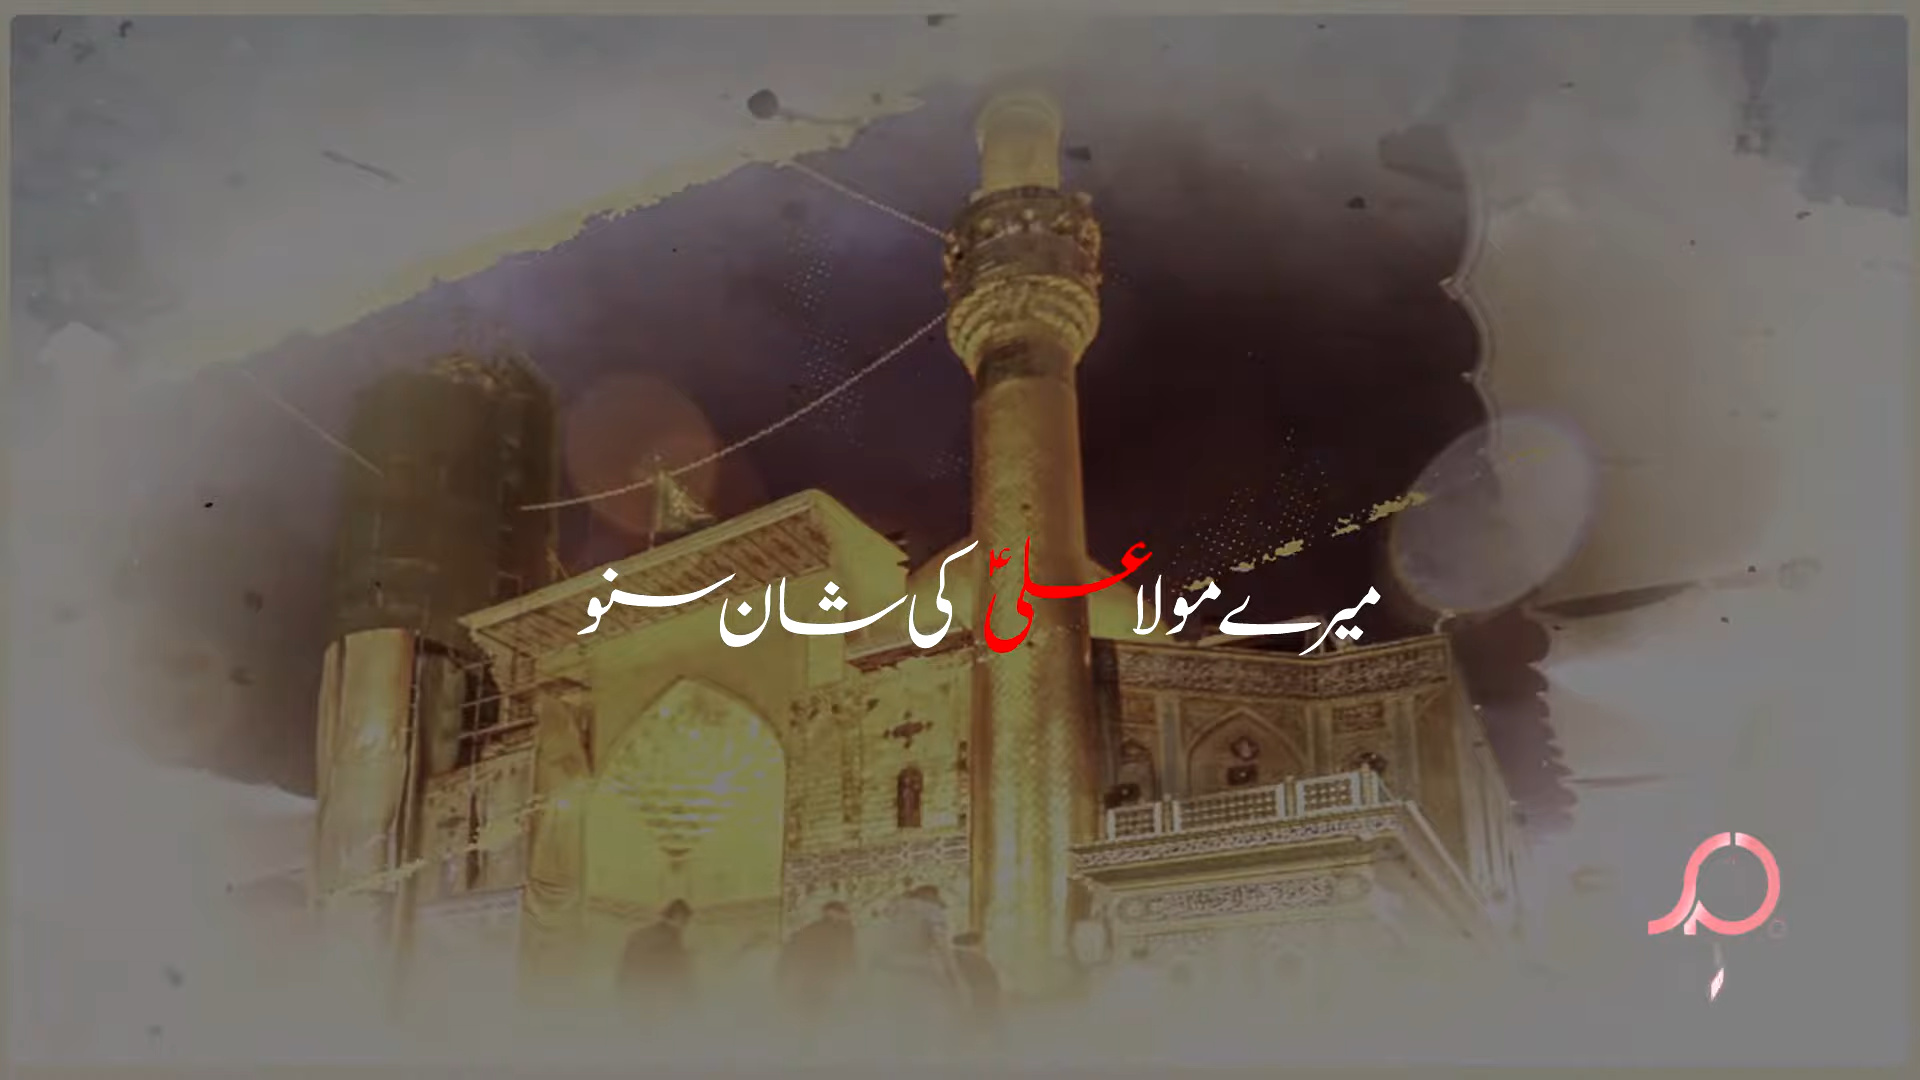 میرے مولا علیؑ کی شان سنو